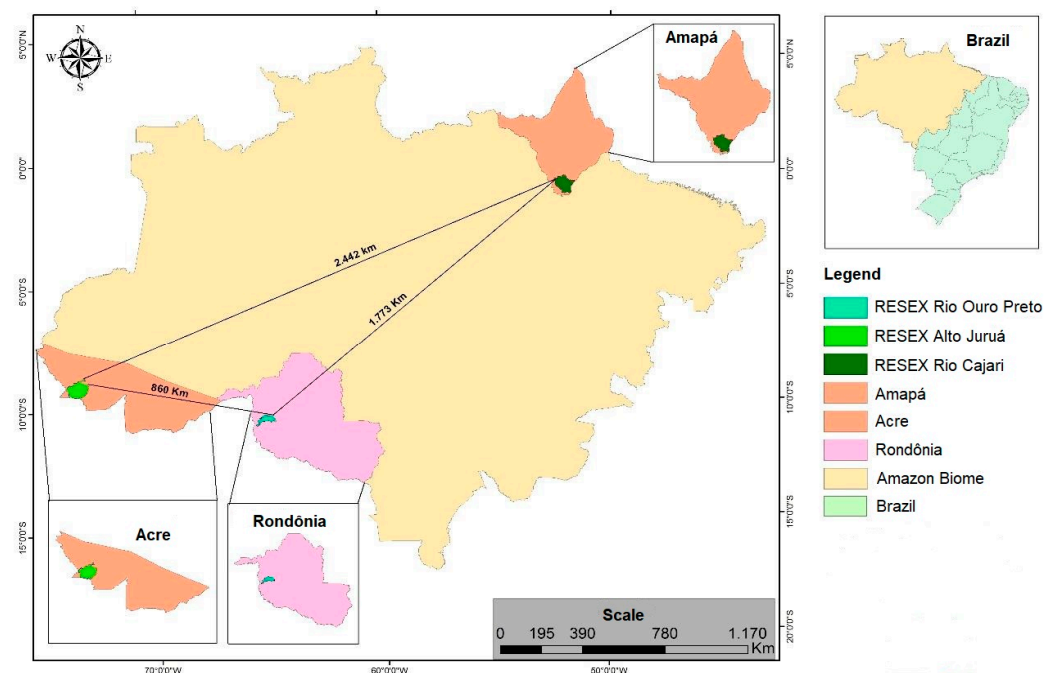 N
W E
S
Amapá
Brazil
5°0'0"N
5°0'0"N
0°0'0"
0°0'0"
5°0'0"S
5°0'0"S
10°0'0"S
10°0'0"S
15°0'0"S
15°0'0"S
20°0'0"S
2.442 km
1.773 Km
860 Km
Legend
RESEX Rio Ouro Preto
RESEX Alto Juruá
RESEX Rio Cajari
Amapá
Acre
Rondônia
Amazon Biome
Brazil
Acre
Rondônia
Scale
0 195 390 780 1.170
Km
70°0'0"W 60°0'0"W 50°0'0"W